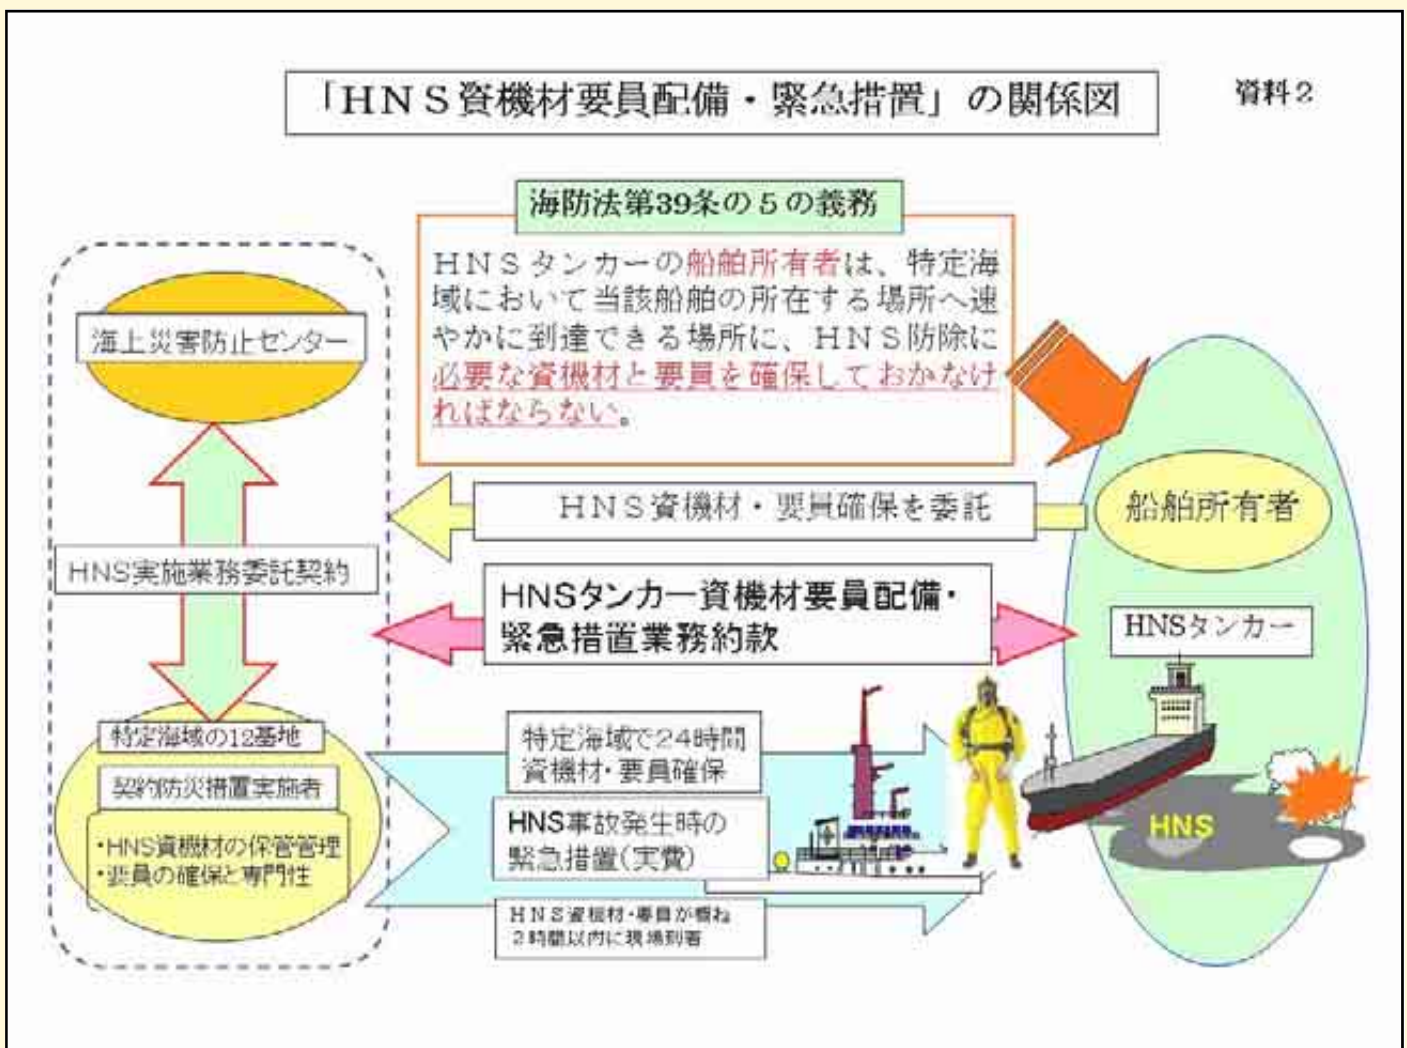 「ＨＮＳ資機材要員配備・緊急措置」の関係図
資料２
海防法第39条の５の義務
ＨＮＳタンカーの船舶所有者は、特定海
域において当該船舶の所在する場所へ速
やかに到達できる場所に、ＨＮＳ防除に
必要な資機材と要員を確保しておかなけ
ればならない。
海上災害防止センター
ＨＮＳ資機材・要員確保を委託
船舶所有者
HNS実施業務委託契約
HNSタンカー資機材要員配備・
緊急措置業務約款
HNSタンカー
特定海域の12基地
契約防災措置実施者
・HNS資機材の保管管理
・要員の確保と専門性
特定海域で２４時間
資機材・要員確保
HNS事故発生時の
緊急措置(実費)
ＨＮＳ資機材・要員が概ね
２時間以内に現場到着
HNS